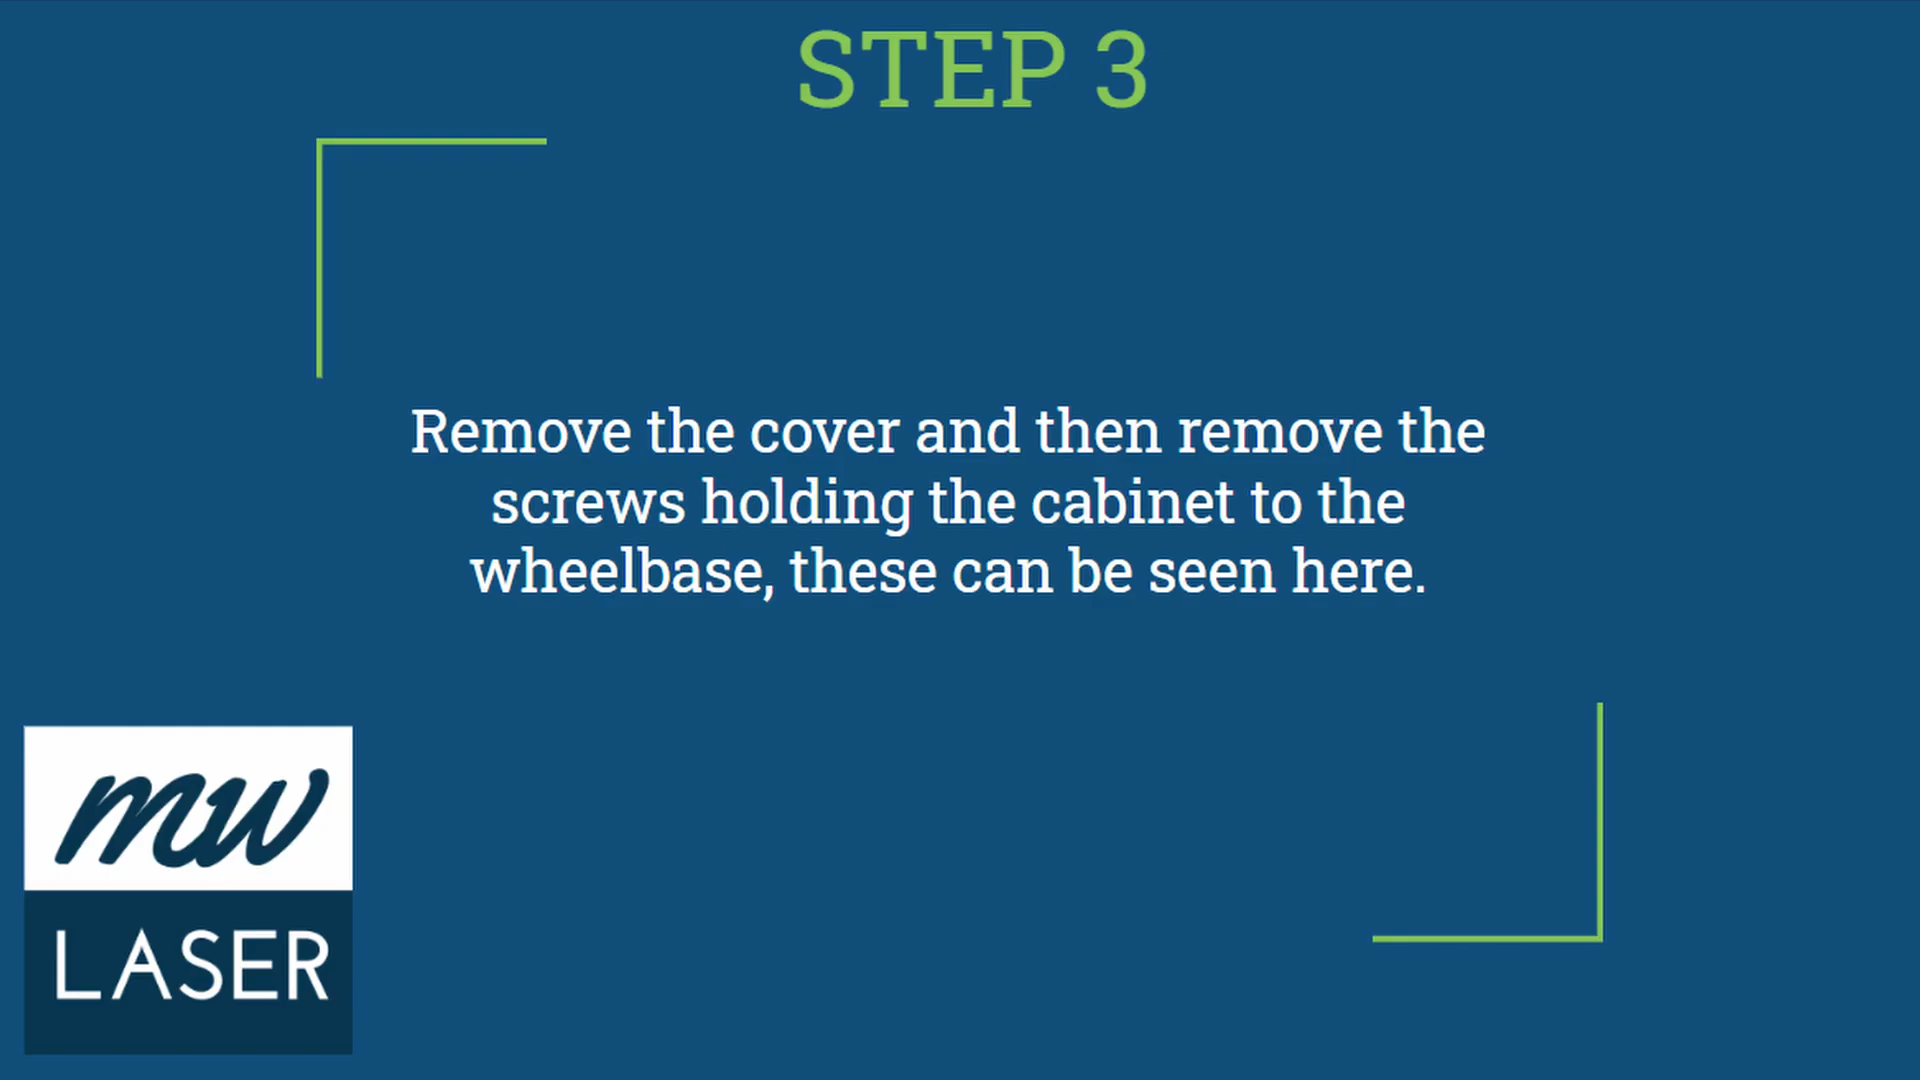 STEP 3
Remove the cover and then remove the
screws holding the cabinet to the
wheelbase, these can be seen here.
mw
LASER